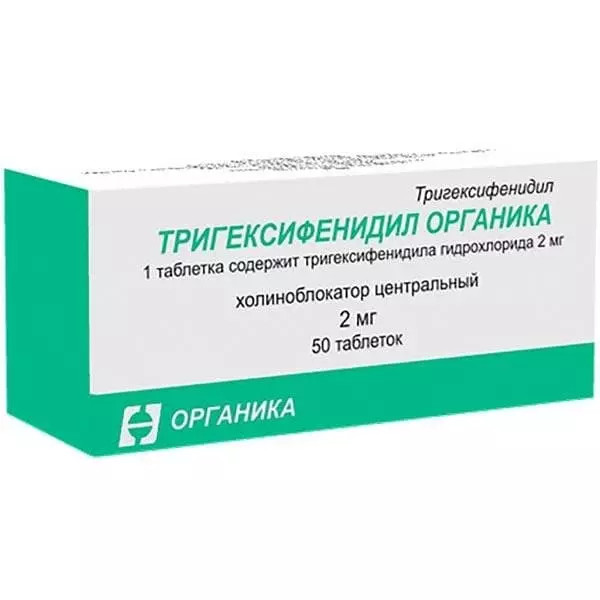 Тригексифенидил
ТРИГЕКСИФЕНИДИЛ ОРГАНИКА
1 таблетка содержит тригексифенидила гидрохлорида 2 мг
холиноблокатор центральный
2 мг
50 таблеток
ОРГАНИКА